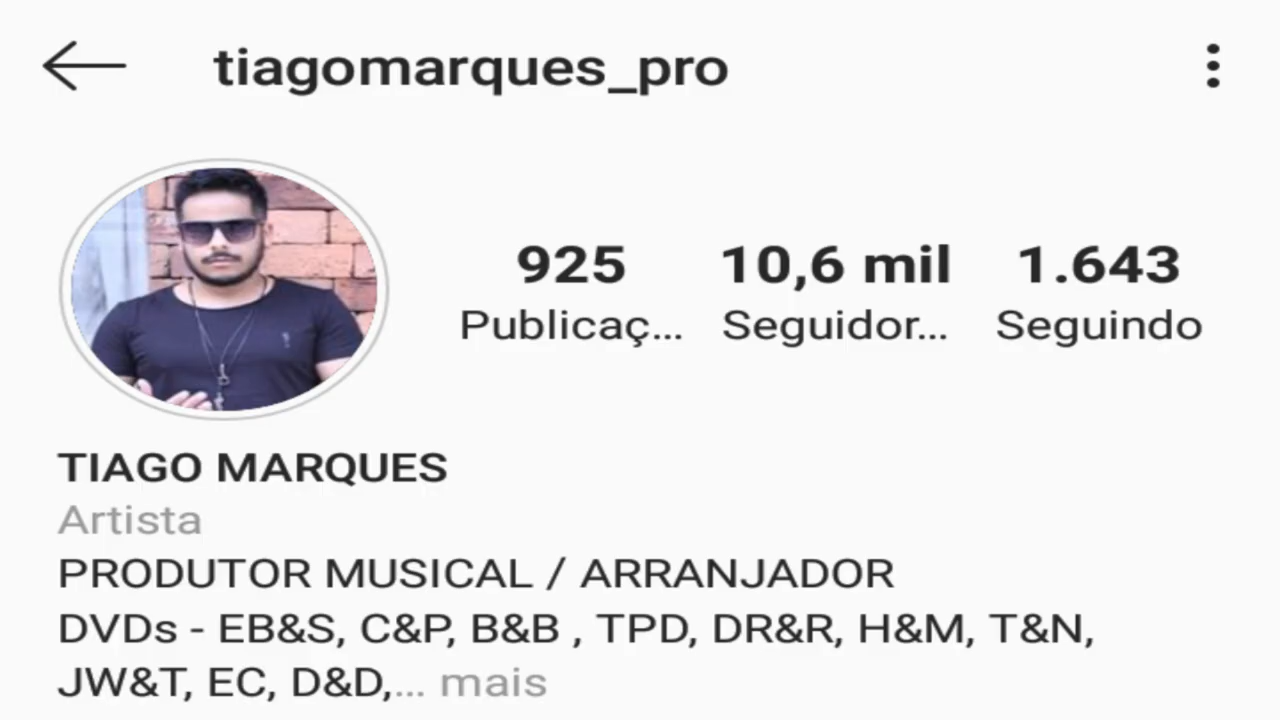 tiagomarques_pro
925 10,6 mil 1.643
Publicaç... Seguidor... Seguindo
TIAGO MARQUES
Artista
PRODUTOR MUSICAL / ARRANJADOR
DVDs - EB&S, C&P, B&B , TPD, DR&R, H&M, T&N,
JW&T, EC, D&D,... mais